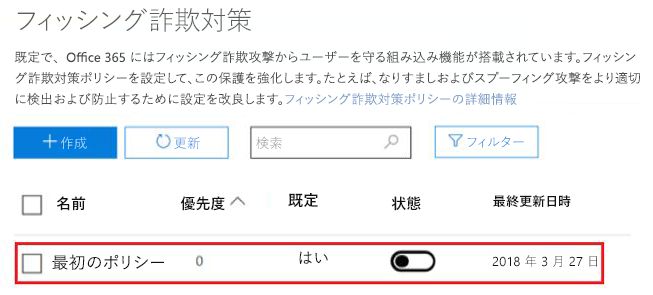 フィッシング詐欺対策
既定で、Office 365 にはフィッシング詐欺攻撃からユーザーを守る組み込み機能が搭載されています。フィッシン
グ詐欺対策ポリシーを設定して、この保護を強化します。たとえば、なりすましおよびスプーフィング攻撃をより適切
に検出および防止するために設定を改良します。フィッシング詐欺対策ポリシーの詳細情報
作成 更新 検索 フィルター
名前 優先度 既定 状態 最終更新日時
最初のポリシー 0 はい 2018 年 3 月 27 日